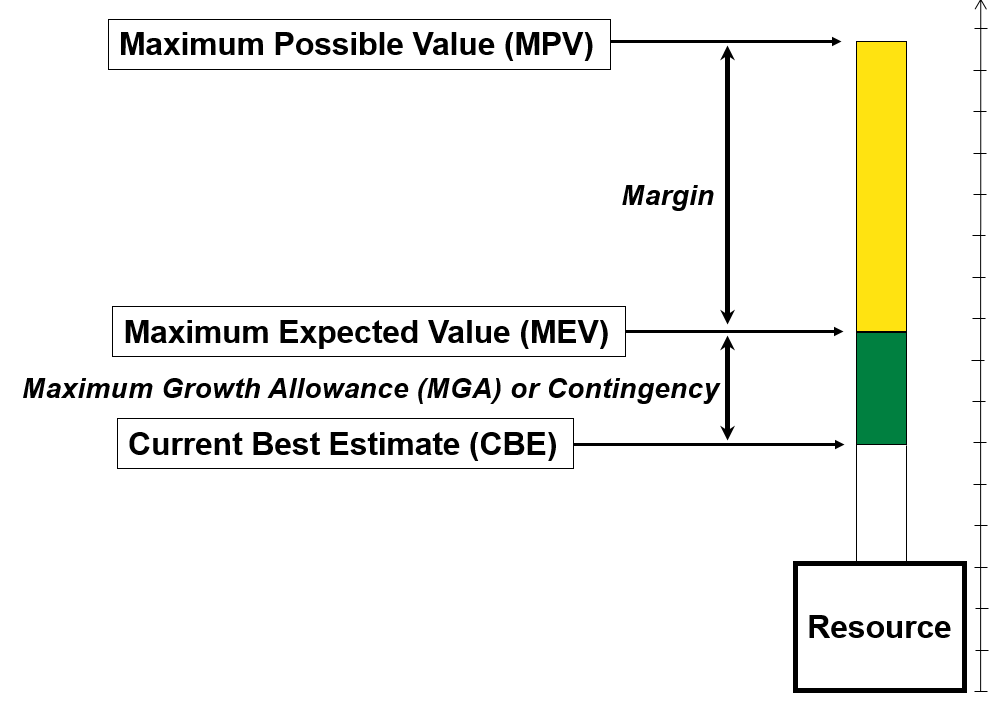 Maximum Possible Value (MPV)
Margin
Maximum Expected Value (MEV)
Maximum Growth Allowance (MGA) or Contingency
Current Best Estimate (CBE)
Resource